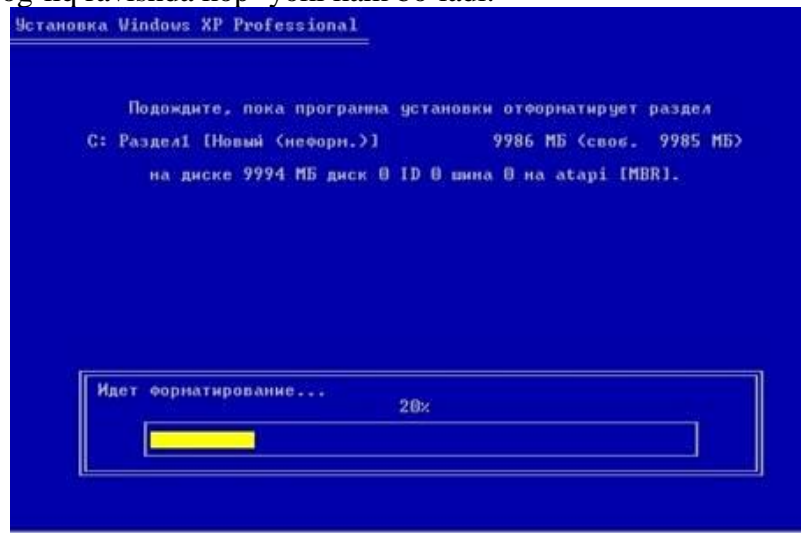 ravishda
Установка Windows XP Professional
Подождите, пока программа установки отформатирует раздел
C: Раздел1 [Новый (неформ.)] 9986 МБ (своб. 9985 МБ)
на диске 9994 МБ диск 0 ID 0 шина 0 на atapi [MBR].
Идет форматирование...
20%